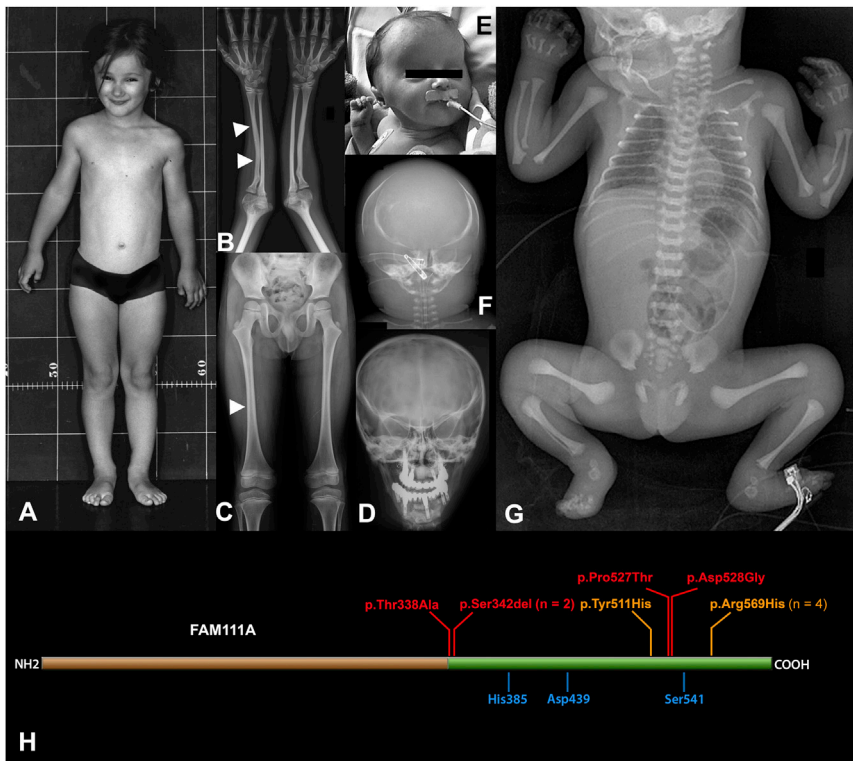 A
50
60
B
C
D
E
F
G
p.Pro527Thr
p.Asp528Gly
p.Thr338Ala
p.Ser342del (n = 2)
p.Tyr511His
p.Arg569His (n = 4)
FAM111A
NH2
COOH
His385
Asp439
Ser541
H